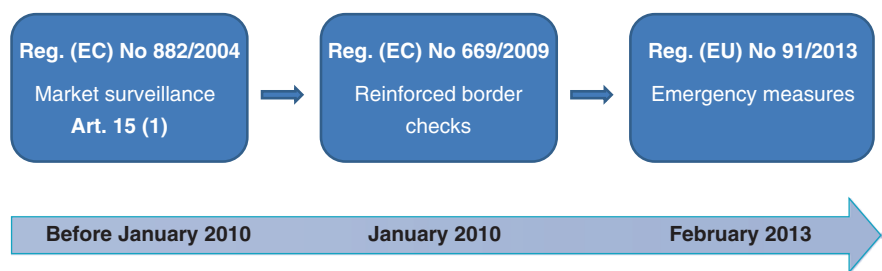 Reg. (EC) No 882/2004
Market surveillance
Art. 15 (1)
Reg. (EC) No 669/2009
Reinforced border
checks
Reg. (EU) No 91/2013
Emergency measures
Before January 2010
January 2010
February 2013